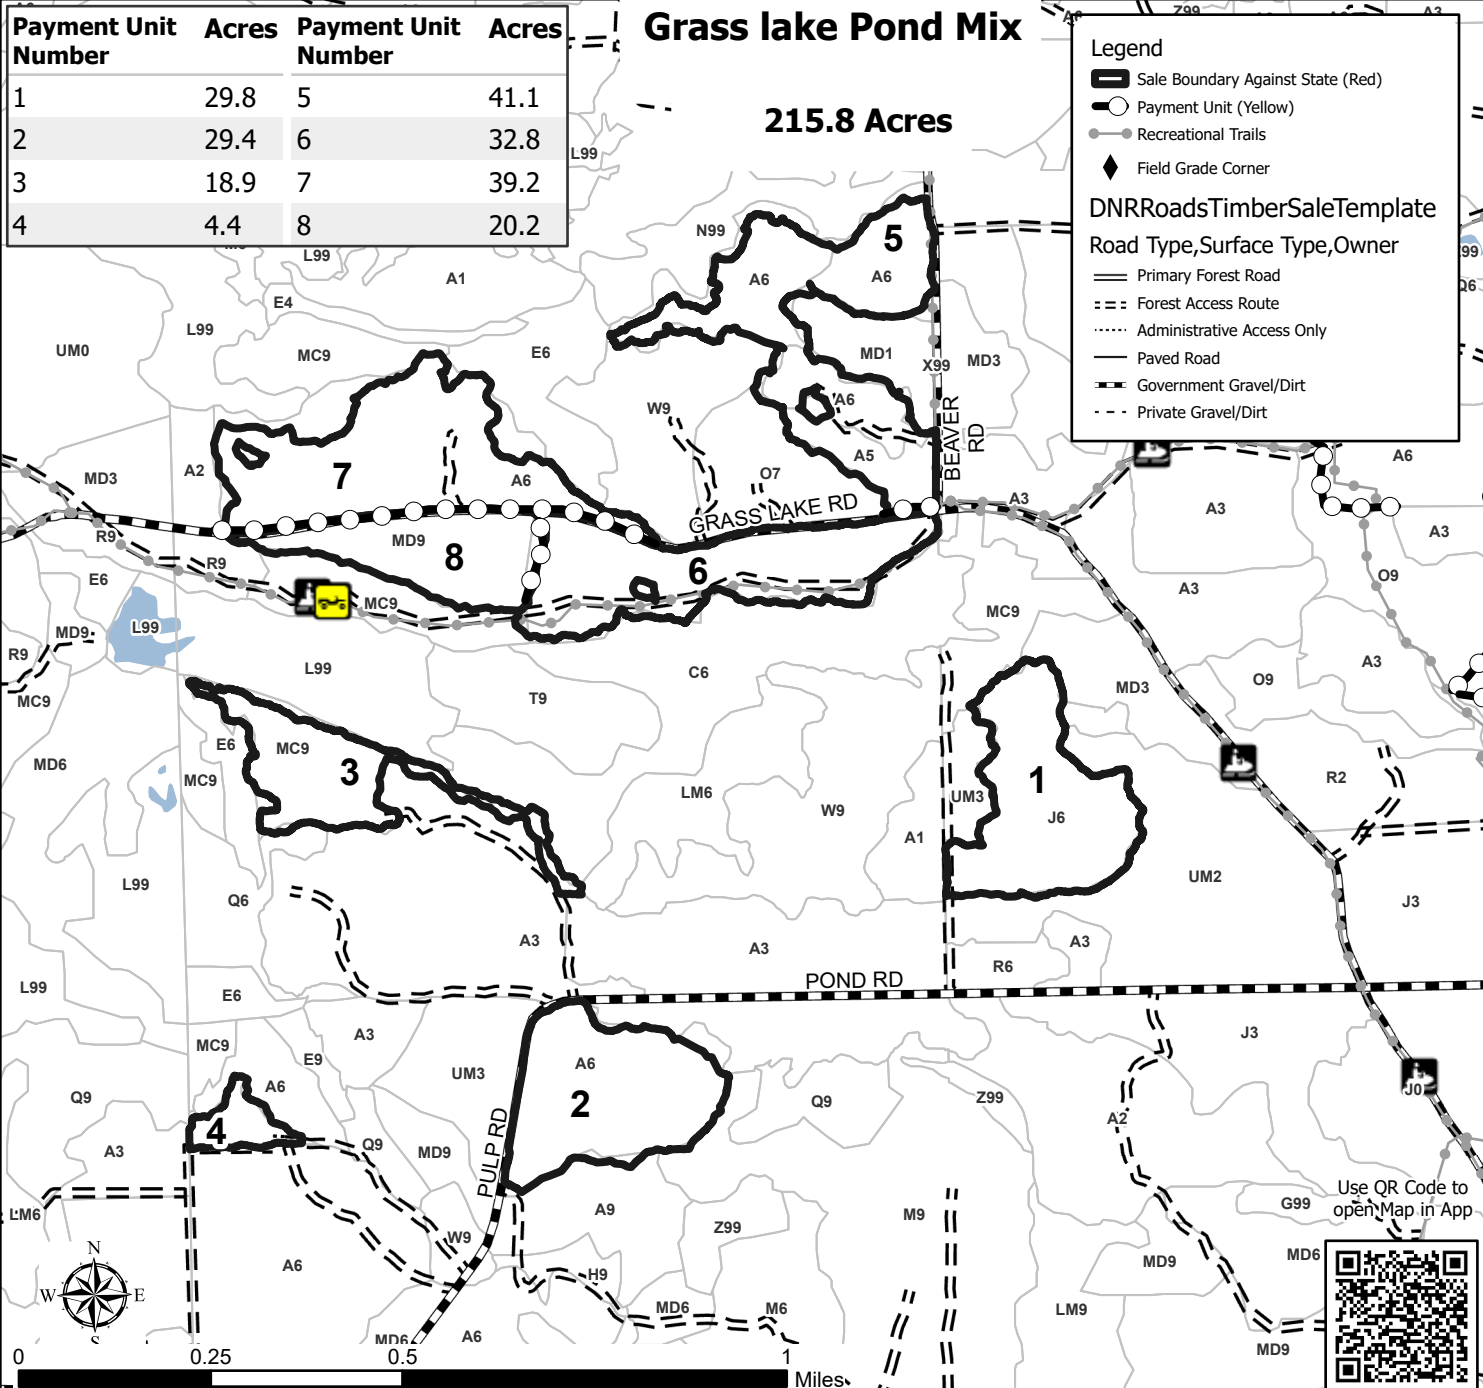 Grass lake Pond Mix
215.8 Acres
Payment Unit Number Acres Payment Unit Number Acres
1 29.8 5 41.1
2 29.4 6 32.8
3 18.9 7 39.2
4 4.4 8 20.2
Legend
Sale Boundary Against State (Red)
Payment Unit (Yellow)
Recreational Trails
Field Grade Corner
DNRRoadsTimberSaleTemplate
Road Type,Surface Type,Owner
Primary Forest Road
Forest Access Route
Administrative Access Only
Paved Road
Government Gravel/Dirt
Private Gravel/Dirt
Z99
A3
L99
N99
5
L99
A1
A6
A6
E4
L99
UM0
MC9
E6
MD1
X99
MD3
W9
A6
BEAVER RD
A2
MD3
7
A6
O7
A5
A6
GRASS LAKE RD
A3
A3
A3
R9
MD9
8
6
R9
E6
MC9
A3
O9
MC9
MD9
L99
R9
L99
C6
T9
MC9
MD3
O9
A3
E6
MC9
3
MD6
MC9
LM6
W9
UM3
1
J6
A1
R2
L99
Q6
UM2
J3
A3
A3
A3
R6
L99
E6
POND RD
A3
J3
MC9
E9
UM3
A6
2
A6
Q9
Q9
Z99
A2
J0
4
A3
Q9
MD9
PULP RD
LM6
A9
Z99
M9
G99
Use QR Code to
open Map in App
W9
A6
H9
MD9
MD6
MD6
M6
LM9
MD6
A6
MD9
N
W E
S
0 0.25 0.5 1
Miles